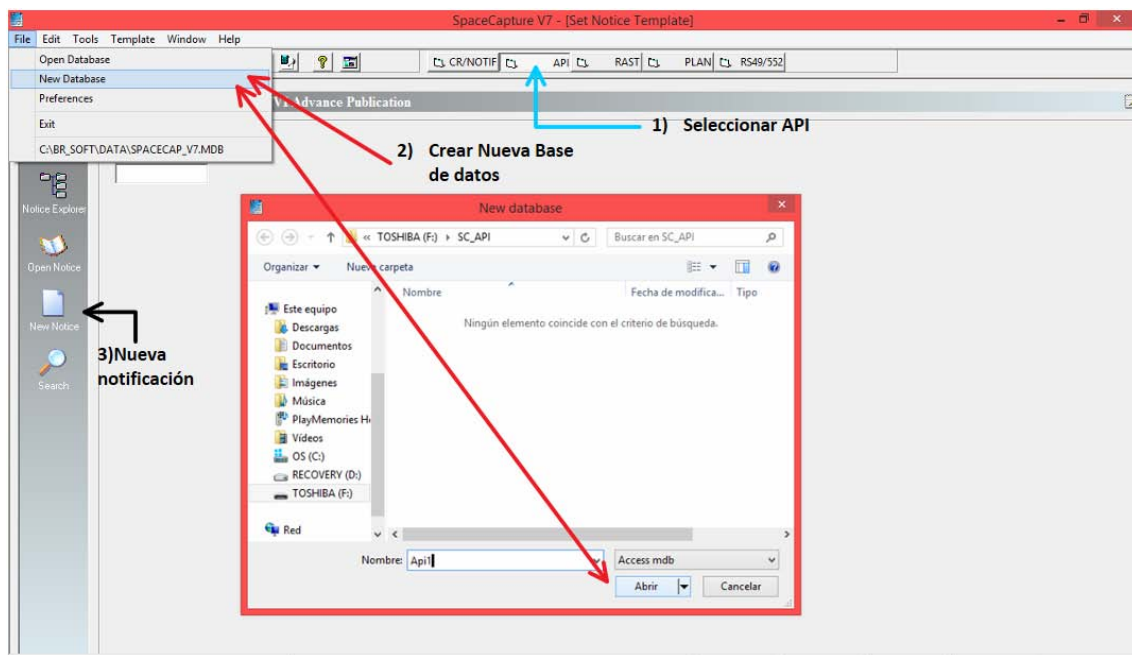 SpaceCapture V7 - [Set Notice Template]
File Edit Tools Template Window Help
Open Database
New Database
Preferences
Exit
C:\BR_SOFT\DATA\SPACECAP_V7.MDB
CR/NOTIF API RAST PLAN RS49/552
Advance Publication
1) Seleccionar API
2) Crear Nueva Base
de datos
Notice Explorer
Open Notice
New Notice
3)Nueva
notificación
Search
New database
« TOSHIBA (F:) SC_API
Buscar en SC_API
Organizar
Nueva carpeta
Nombre Fecha de modifica... Tipo
Ningún elemento coincide con el criterio de búsqueda.
Este equipo
Descargas
Documentos
Escritorio
Imágenes
Música
PlayMemories H
Vídeos
OS (C:)
RECOVERY (D:)
TOSHIBA (F:)
Red
Nombre: Api1
Access mdb
Abrir Cancelar